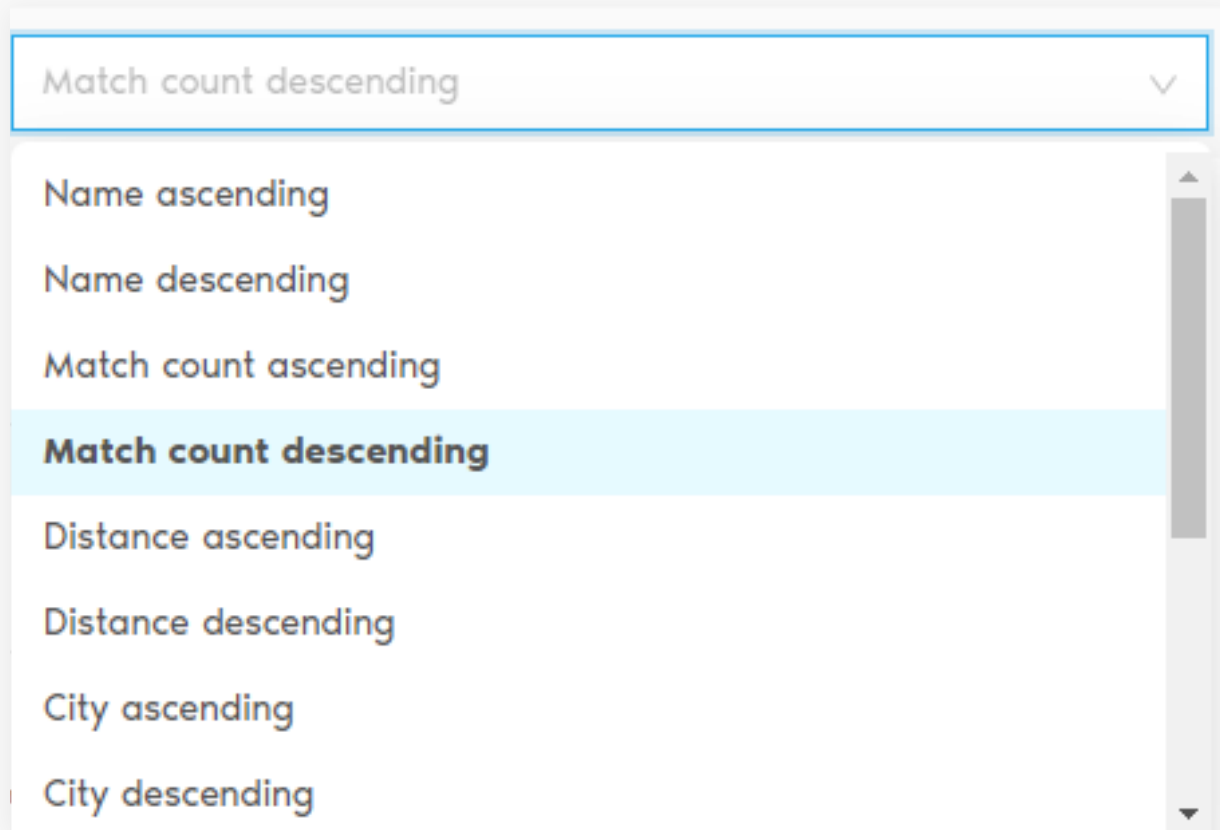 Match count descending
Name ascending
Name descending
Match count ascending
Match count descending
Distance ascending
Distance descending
City ascending
City descending